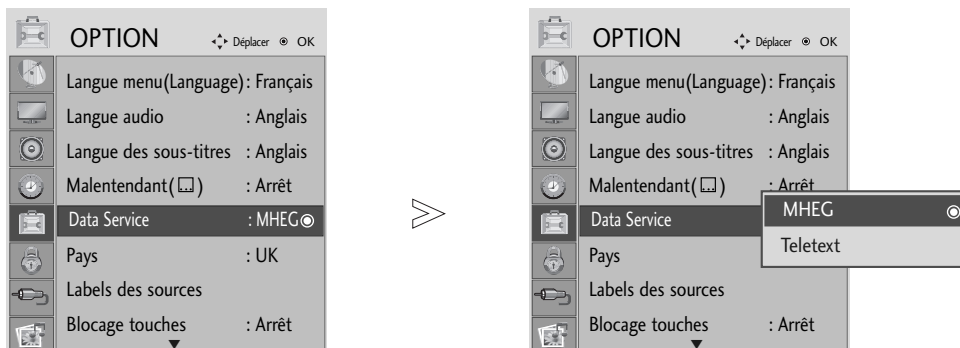 OPTION Déplacer OK
Langue menu(Language) : Français
Langue audio : Anglais
Langue des sous-titres : Anglais
Malentendant( ) : Arrêt
Data Service : MHEG
Pays : UK
Labels des sources
Blocage touches : Arrêt
OPTION Déplacer OK
Langue menu(Language) : Français
Langue audio : Anglais
Langue des sous-titres : Anglais
Malentendant( ) : Arrêt
Data Service
MHEG
Teletext
Pays
Labels des sources
Blocage touches : Arrêt